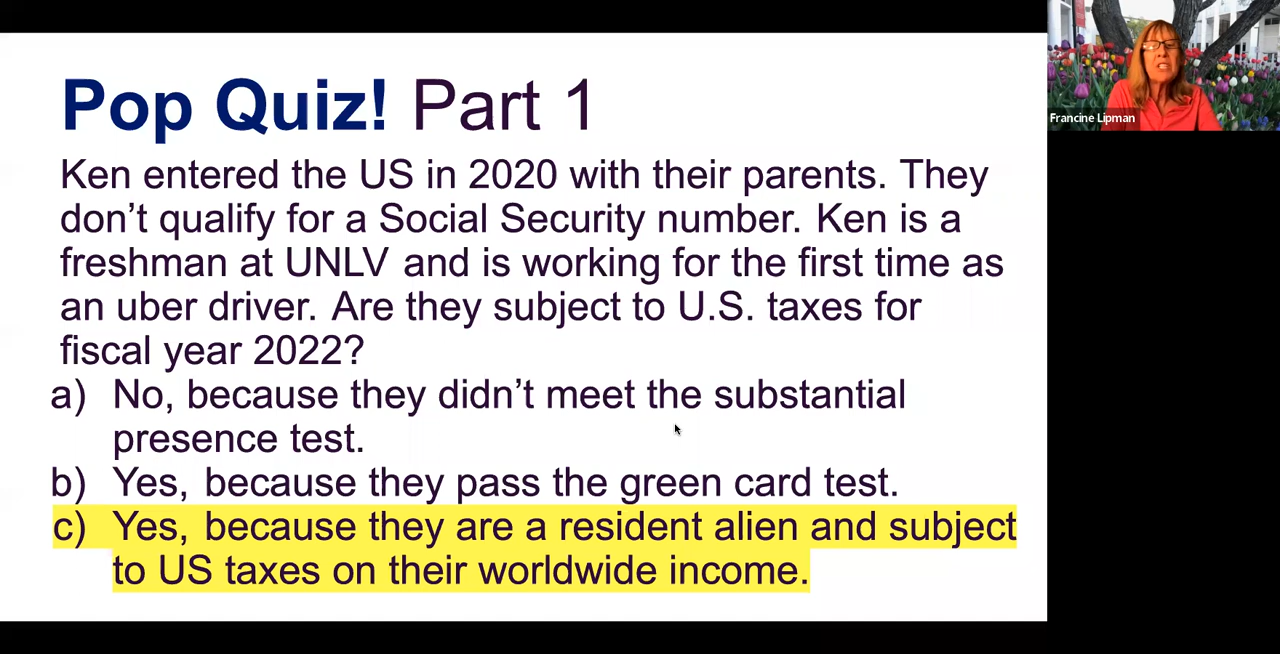 Pop Quiz! Part 1
Ken entered the US in 2020 with their parents. They
don’t qualify for a Social Security number. Ken is a
freshman at UNLV and is working for the first time as
an uber driver. Are they subject to U.S. taxes for
fiscal year 2022?
a) No, because they didn’t meet the substantial
presence test.
b) Yes, because they pass the green card test.
c) Yes, because they are a resident alien and subject
to US taxes on their worldwide income.
Francine Lipman